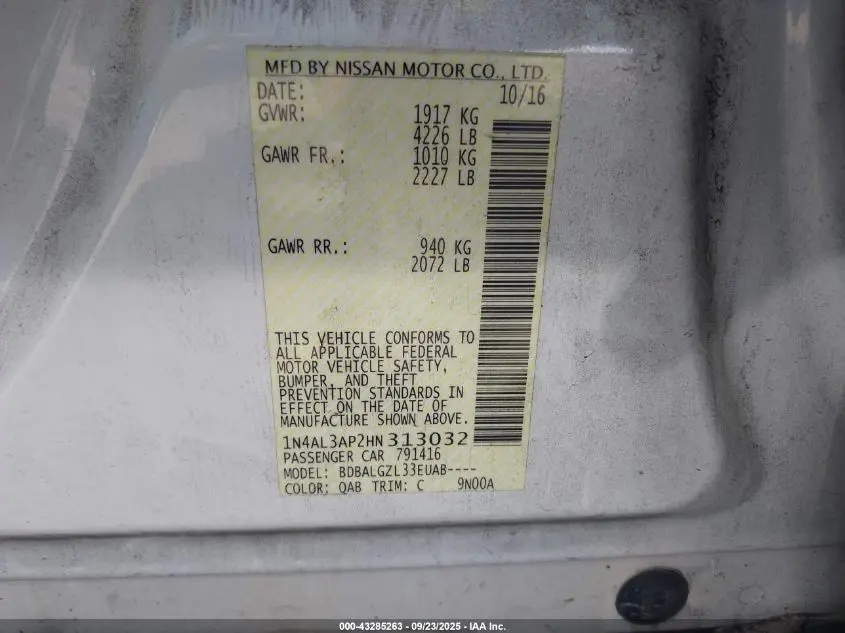 MFD BY NISSAN MOTOR CO., LTD.
DATE: 10/16
GVWR: 1917 KG
4226 LB
GAWR FR.: 1010 KG
2227 LB
GAWR RR.: 940 KG
2072 LB
THIS VEHICLE CONFORMS TO
ALL APPLICABLE FEDERAL
MOTOR VEHICLE SAFETY,
BUMPER, AND THEFT
PREVENTION STANDARDS IN
EFFECT ON THE DATE OF
MANUFACTURE SHOWN ABOVE.
1N4AL3AP2HN313032
PASSENGER CAR 791416
MODEL: BDBALGZL33EUAB----
COLOR: QAB TRIM: C 9N00A
000-43285263 - 09/23/2025 - IAA Inc.